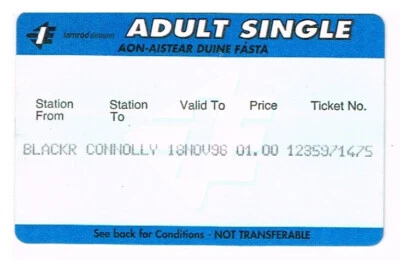 iarnród éireann
ADULT SINGLE
AON-AISTEAR DUINE FÁSTA
Station From
Station To
Valid To
Price
Ticket No.
BLACKR CONNOLLY 18NOV96 01.00 12359/1475
See back for Conditions - NOT TRANSFERABLE